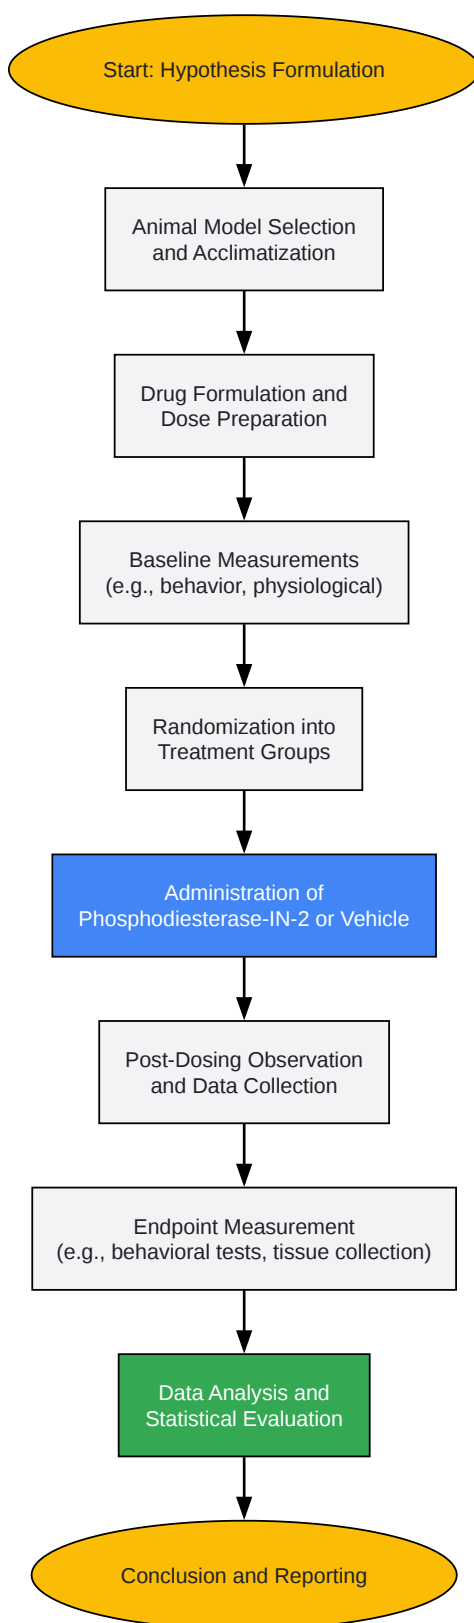 Start: Hypothesis Formulation
Animal Model Selection
and Acclimatization
Drug Formulation and
Dose Preparation
Baseline Measurements
(e.g., behavior, physiological)
Randomization into
Treatment Groups
Administration of
Phosphodiesterase-IN-2 or Vehicle
Post-Dosing Observation
and Data Collection
Endpoint Measurement
(e.g., behavioral tests, tissue collection)
Data Analysis and
Statistical Evaluation
Conclusion and Reporting